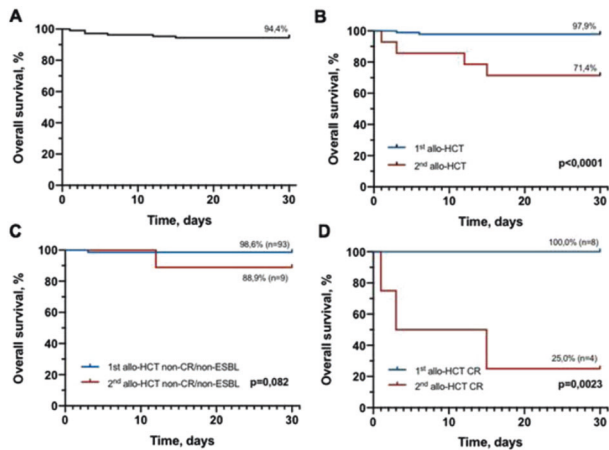 A
94,4%
Overall survival, %
100
80
60
40
20
0
0 10 20 30
Time, days
B
97,9%
71,4%
Overall survival, %
100
80
60
40
20
0
1st allo-HCT
2nd allo-HCT
p<0,0001
0 10 20 30
Time, days
C
98,6% (n=93)
88,9% (n=9)
Overall survival, %
100
80
60
40
20
0
1st allo-HCT non-CR/non-ESBL
2nd allo-HCT non-CR/non-ESBL
p=0,082
0 10 20 30
Time, days
D
100,0% (n=8)
25,0% (n=4)
Overall survival, %
100
80
60
40
20
0
1st allo-HCT CR
2nd allo-HCT CR
p=0,0023
0 10 20 30
Time, days